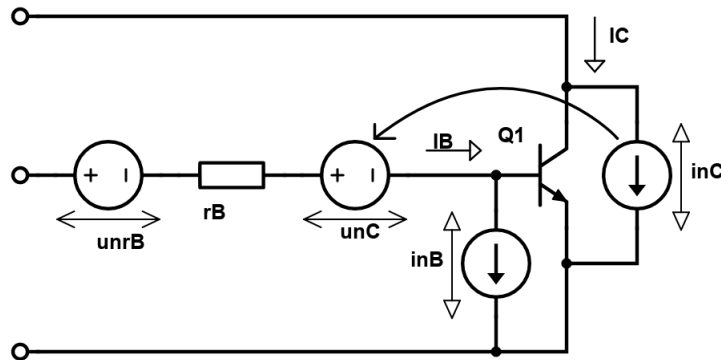 IC
Q1
IB
inC
+ - + -
unrB
rB
unC
inB